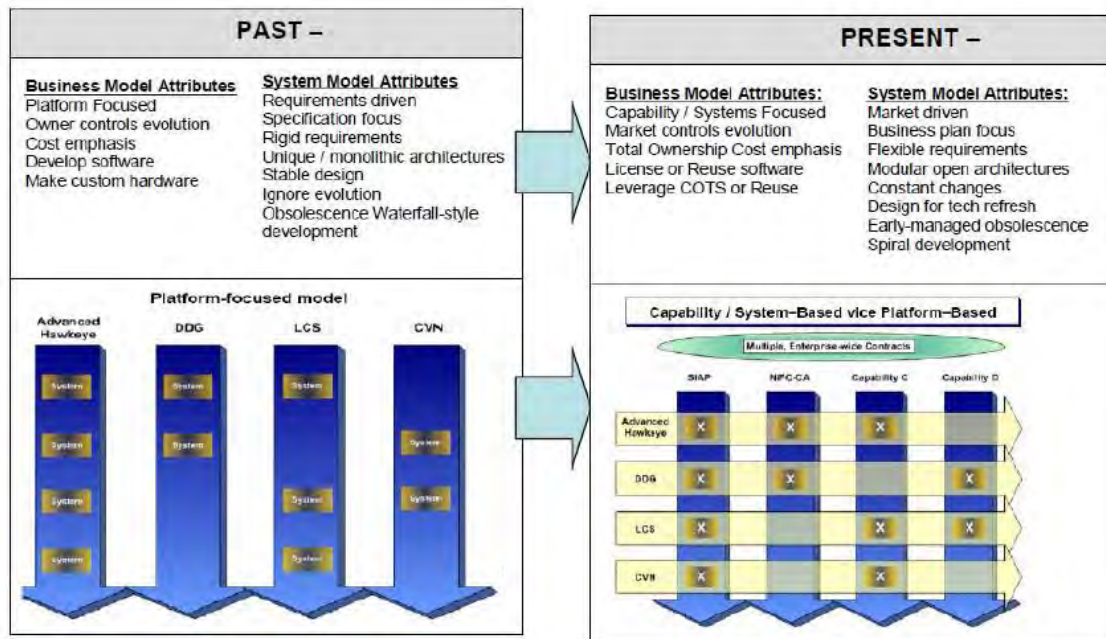 PAST –
Business Model Attributes
Platform Focused
Owner controls evolution
Cost emphasis
Develop software
Make custom hardware
System Model Attributes
Requirements driven
Specification focus
Rigid requirements
Unique / monolithic architectures
Stable design
Ignore evolution
Obsolescence Waterfall-style
development
Platform-focused model
Advanced
Hawkeye
DDG
LCS
CVN
System
System
System
System
System
System
System
System
System
System
System
PRESENT –
Business Model Attributes:
Capability / Systems Focused
Market controls evolution
Total Ownership Cost emphasis
License or Reuse software
Leverage COTS or Reuse
System Model Attributes:
Market driven
Business plan focus
Flexible requirements
Modular open architectures
Constant changes
Design for tech refresh
Early-managed obsolescence
Spiral development
Capability / System–Based vice Platform–Based
Multiple, Enterprise-wide Contracts
SIAP
NIFC-CA
Capability C
Capability D
Advanced
Hawkeye
X
X
X
DDG
X
X
X
LCS
X
X
X
CVN
X
X